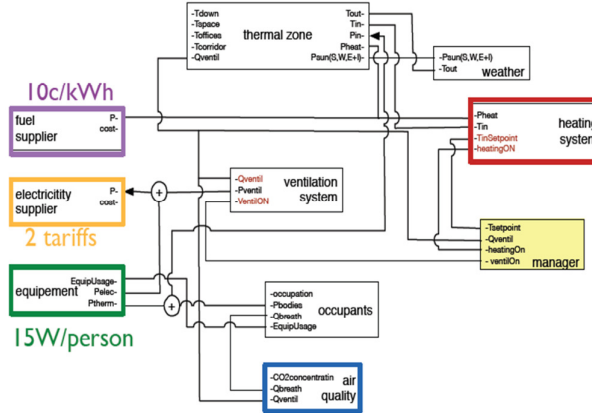 -Tdown
-Tspace
-Toffices
-Tcorridor
-Qventil
thermal zone
Tout-
Tin-
Pin-
Pheat-
Psun(S,W,E+I)-
-Psun(S,W,E+I)
-Tout
weather
10c/kWh
fuel
supplier
P-
cost-
-Pheat
-Tin
-TinSetpoint
-heatingON
heating
system
electricitity
supplier
P-
cost-
+
2 tariffs
-Qventil
-Pventil
-VentilON
ventilation
system
-Tsetpoint
-Qventil
-heatingOn
- ventilOn
manager
equipement
EquipUsage-
Pelec-
Ptherm-
+
15W/person
-occupation
-Pbodies
-Qbreath
-EquipUsage
occupants
-CO2concentratin
-Qbreath
-Qventil
air
quality